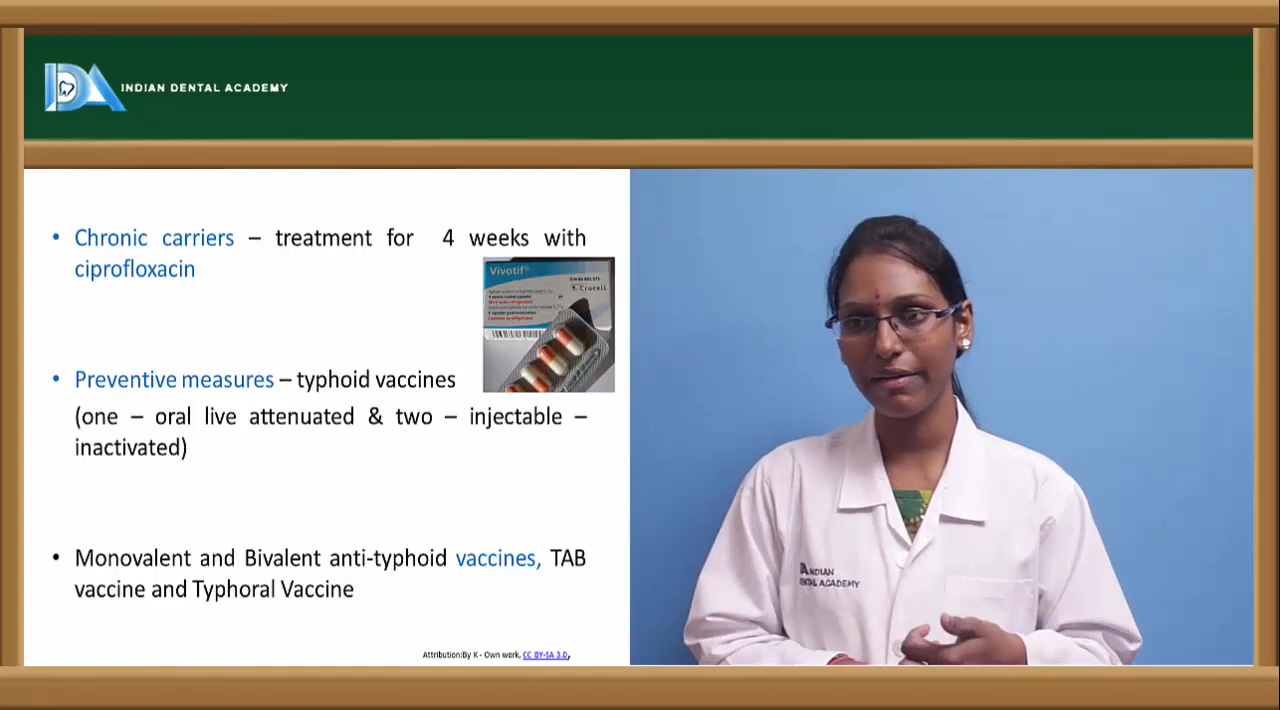 INDIAN DENTAL ACADEMY
• Chronic carriers – treatment for 4 weeks with
ciprofloxacin
Vivotif®
Crucell
• Preventive measures – typhoid vaccines
(one – oral live attenuated & two – injectable –
inactivated)
• Monovalent and Bivalent anti-typhoid vaccines, TAB
vaccine and Typhoral Vaccine
Attribution:By K - Own work, CC BY-SA 3.0,
INDIAN
DENTAL ACADEMY